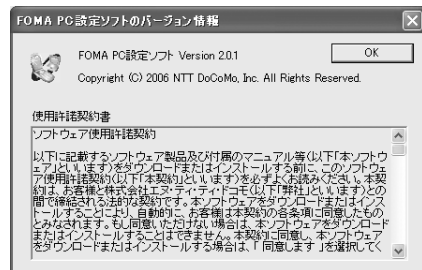 FOMA PC設定ソフトのバージョン情報
FOMA PC設定ソフト Version 2.0.1
OK
Copyright (C) 2006 NTT DoCoMo, Inc. All Rights Reserved.
使用許諾契約書
ソフトウェア使用許諾契約
以下に記載するソフトウェア製品及び付属のマニュアル等(以下「本ソフトウ
ェア」といいます)をダウンロードまたはインストールする前に、このソフトウェ
ア使用許諾契約(以下「本契約」といいます)を必ずよくお読みください。本契
約は、お客様と株式会社エヌ・ティ・ティ・ドコモ(以下「弊社」といいます)との
間で締結される法的な契約です。本ソフトウェアをダウンロードまたはインス
トールすることにより、自動的に、お客様は本契約の各条項に同意したもの
とみなされます。もし同意いただけない場合は、本ソフトウェアをダウンロード
またはインストールすることはできません。本契約に同意し、本ソフトウェア
をダウンロードまたはインストールする場合は、「同意します」を選択してく